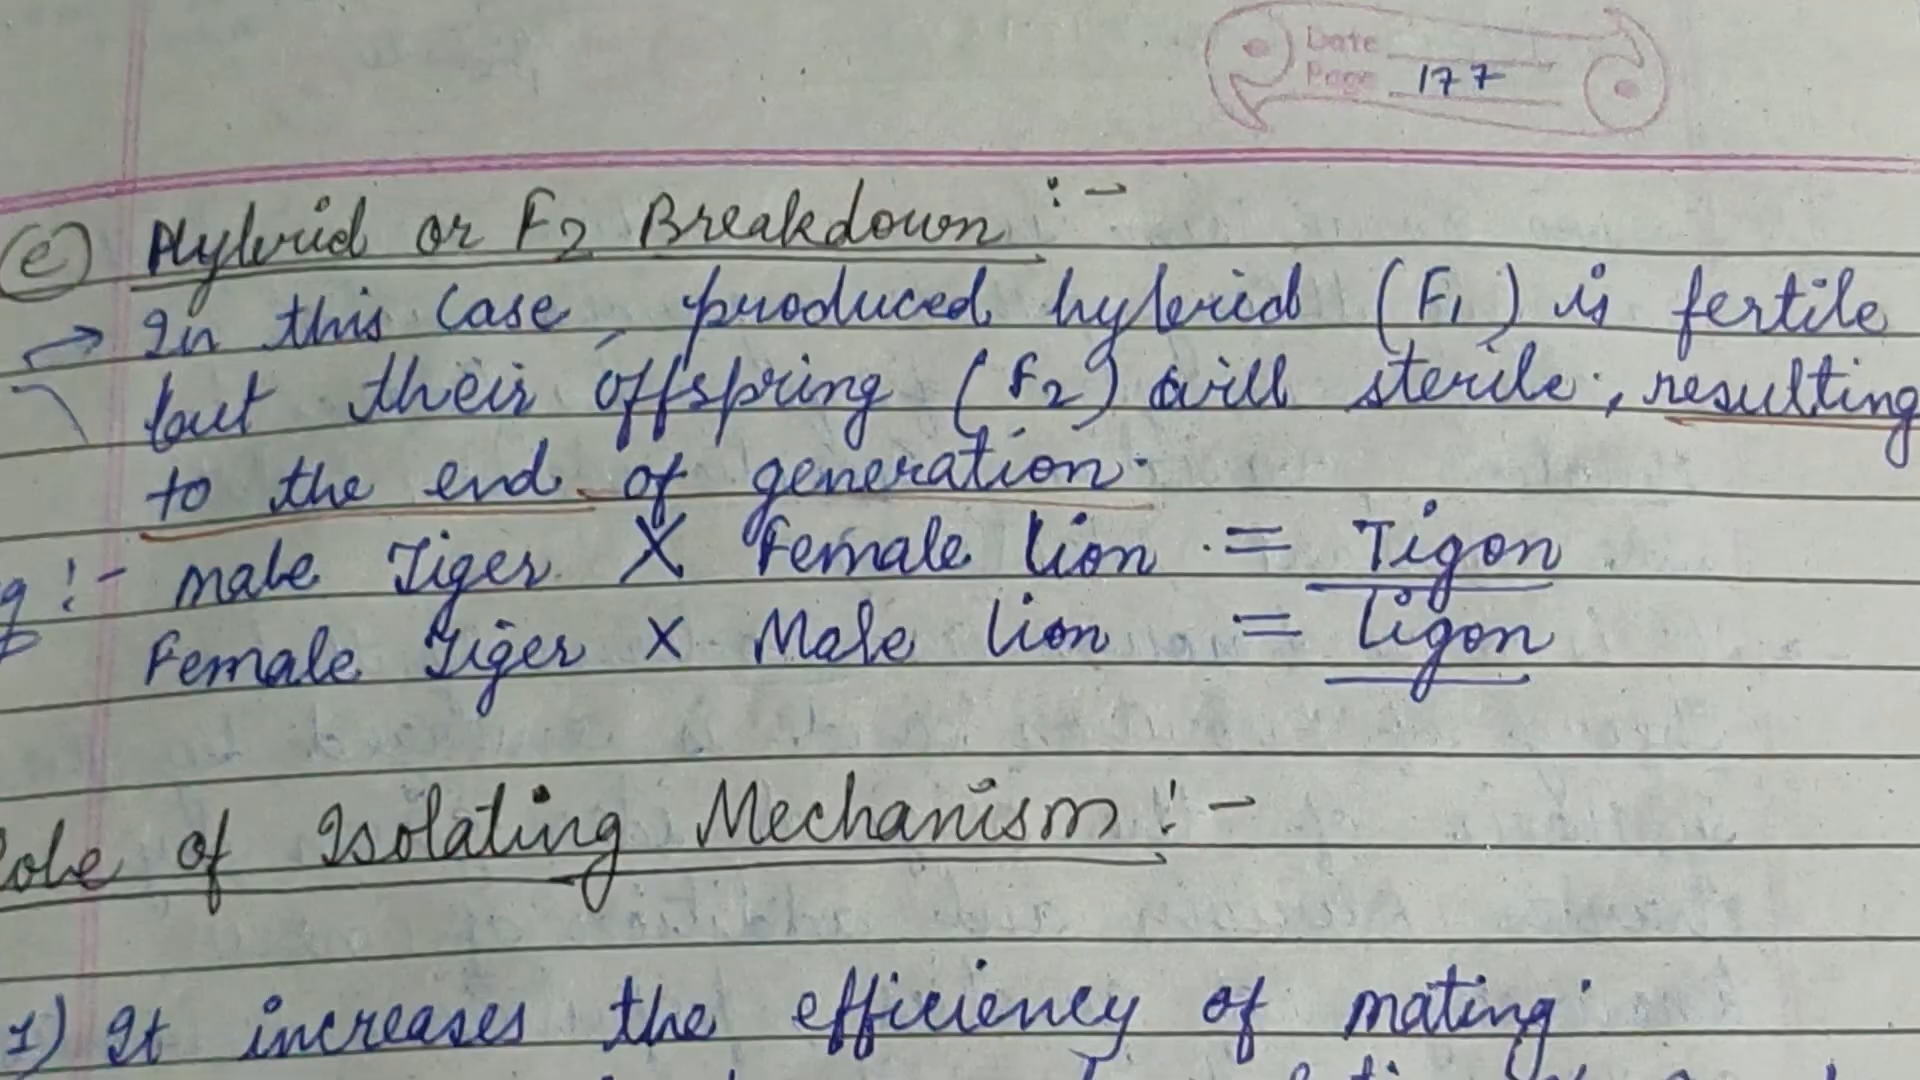 Date
Page 177
(e) Hybrid or F2 Breakdown :-
→ In this case, produced hybrid (F1) is fertile
but their offspring (F2) will sterile, resulting
to the end of generation.
g:- male Tiger X Female lion = Tigon
Female Tiger X Male lion = ligon
ole of Isolating Mechanism :-
1) It increases the efficiency of mating.